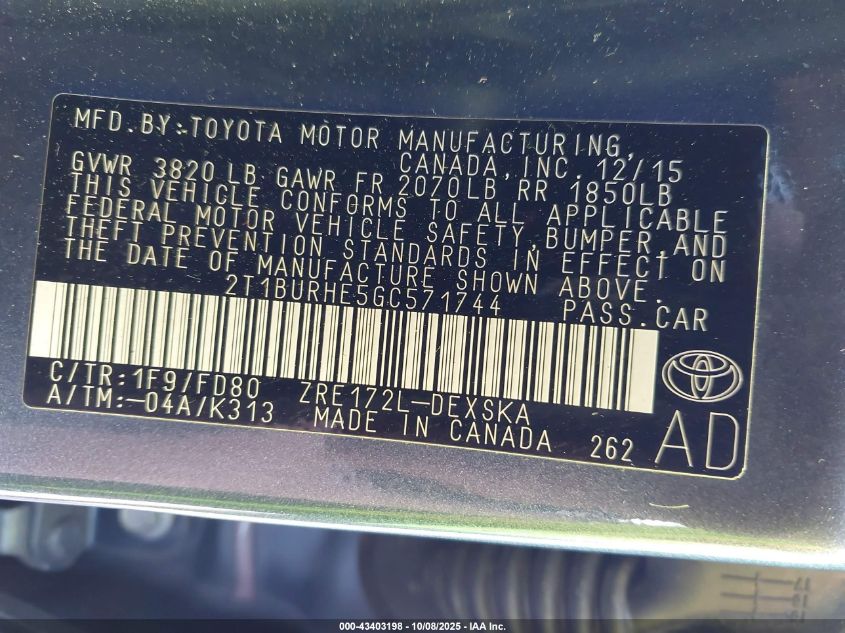 MFD.BY:TOYOTA MOTOR MANUFACTURING,
CANADA,INC. 12/15
GVWR 3820 LB GAWR FR 2070LB RR 1850LB
THIS VEHICLE CONFORMS TO ALL APPLICABLE
FEDERAL MOTOR VEHICLE SAFETY,BUMPER,AND
THEFT PREVENTION STANDARDS IN EFFECT ON
THE DATE OF MANUFACTURE SHOWN ABOVE.
2T1BURHE5GC571744 PASS.CAR
C/TR:1F9/FD80 ZRE172L-DEXSKA
A/TM:-04A/K313 MADE IN CANADA 262 AD
000-43403198 - 10/08/2025 - IAA Inc.